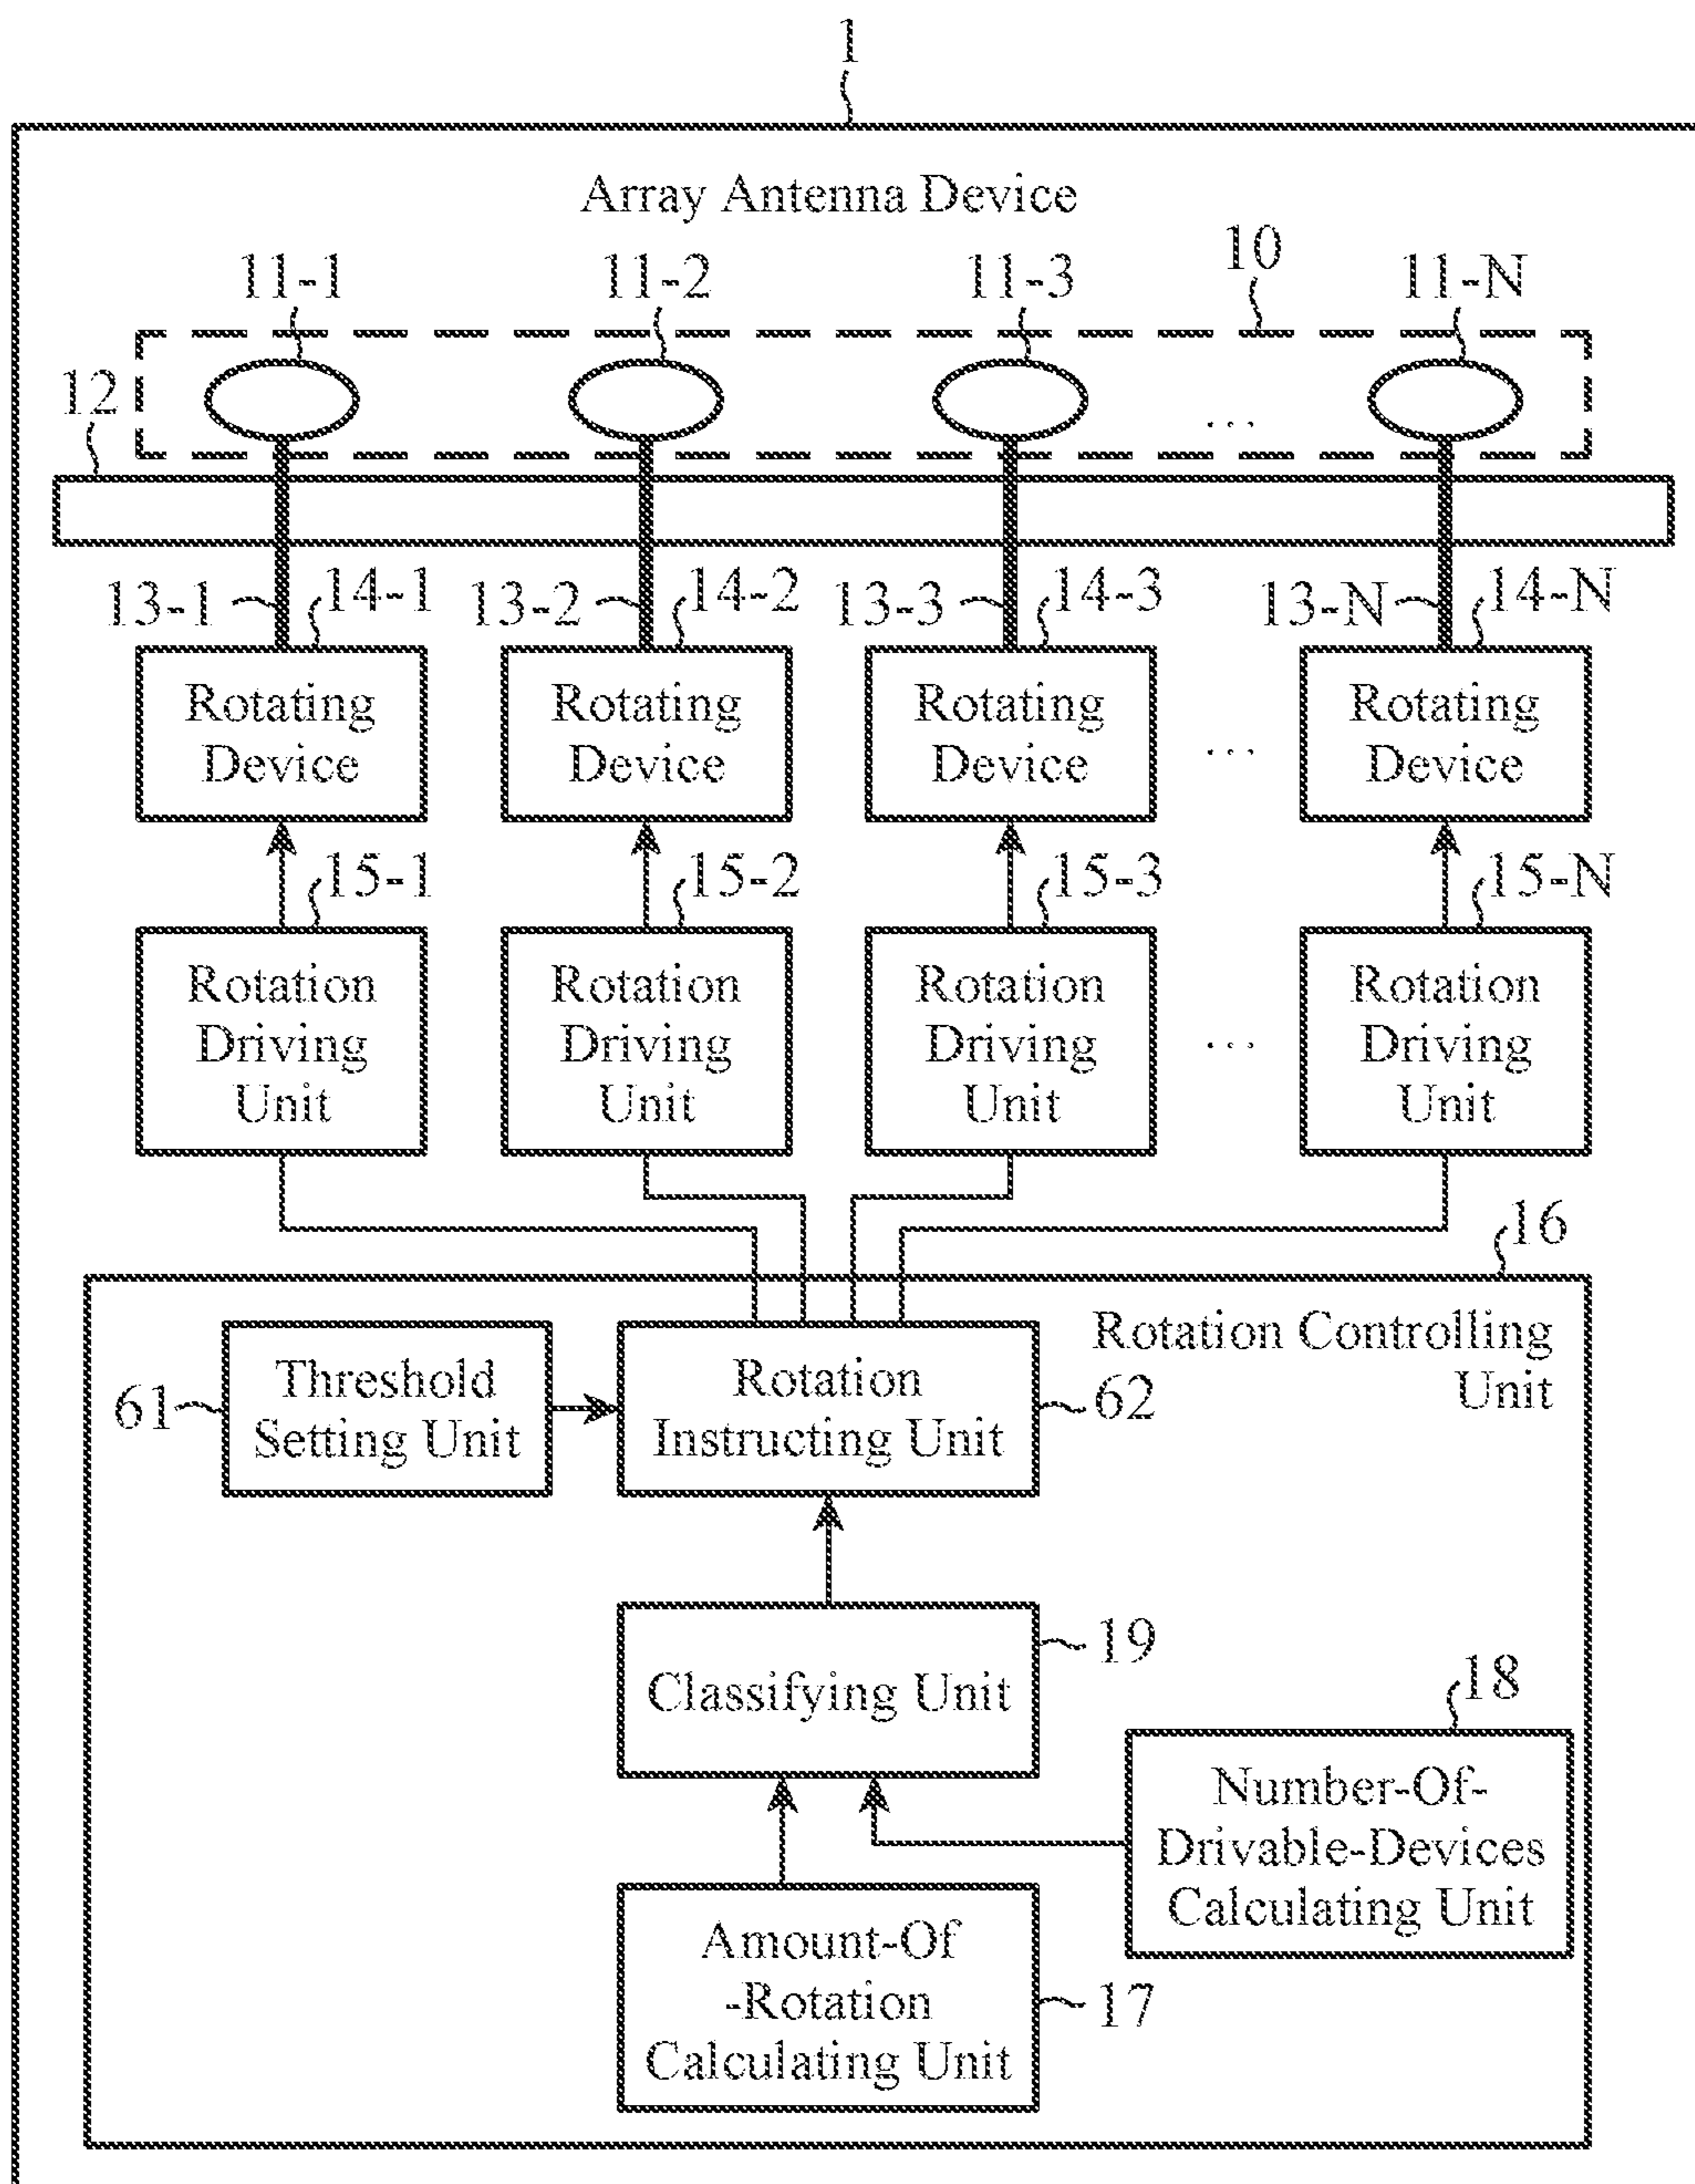 1
Array Antenna Device
10
11-1
11-2
11-3
11-N
12
...
13-1
14-1
13-2
14-2
13-3
14-3
13-N
14-N
Rotating
Device
Rotating
Device
Rotating
Device
...
Rotating
Device
15-1
15-2
15-3
15-N
Rotation
Driving
Unit
Rotation
Driving
Unit
Rotation
Driving
Unit
...
Rotation
Driving
Unit
16
Rotation Controlling
Unit
61
Threshold
Setting Unit
Rotation
Instructing Unit
62
Classifying Unit
19
18
Number-Of-
Drivable-Devices
Calculating Unit
Amount-Of
-Rotation
Calculating Unit
17